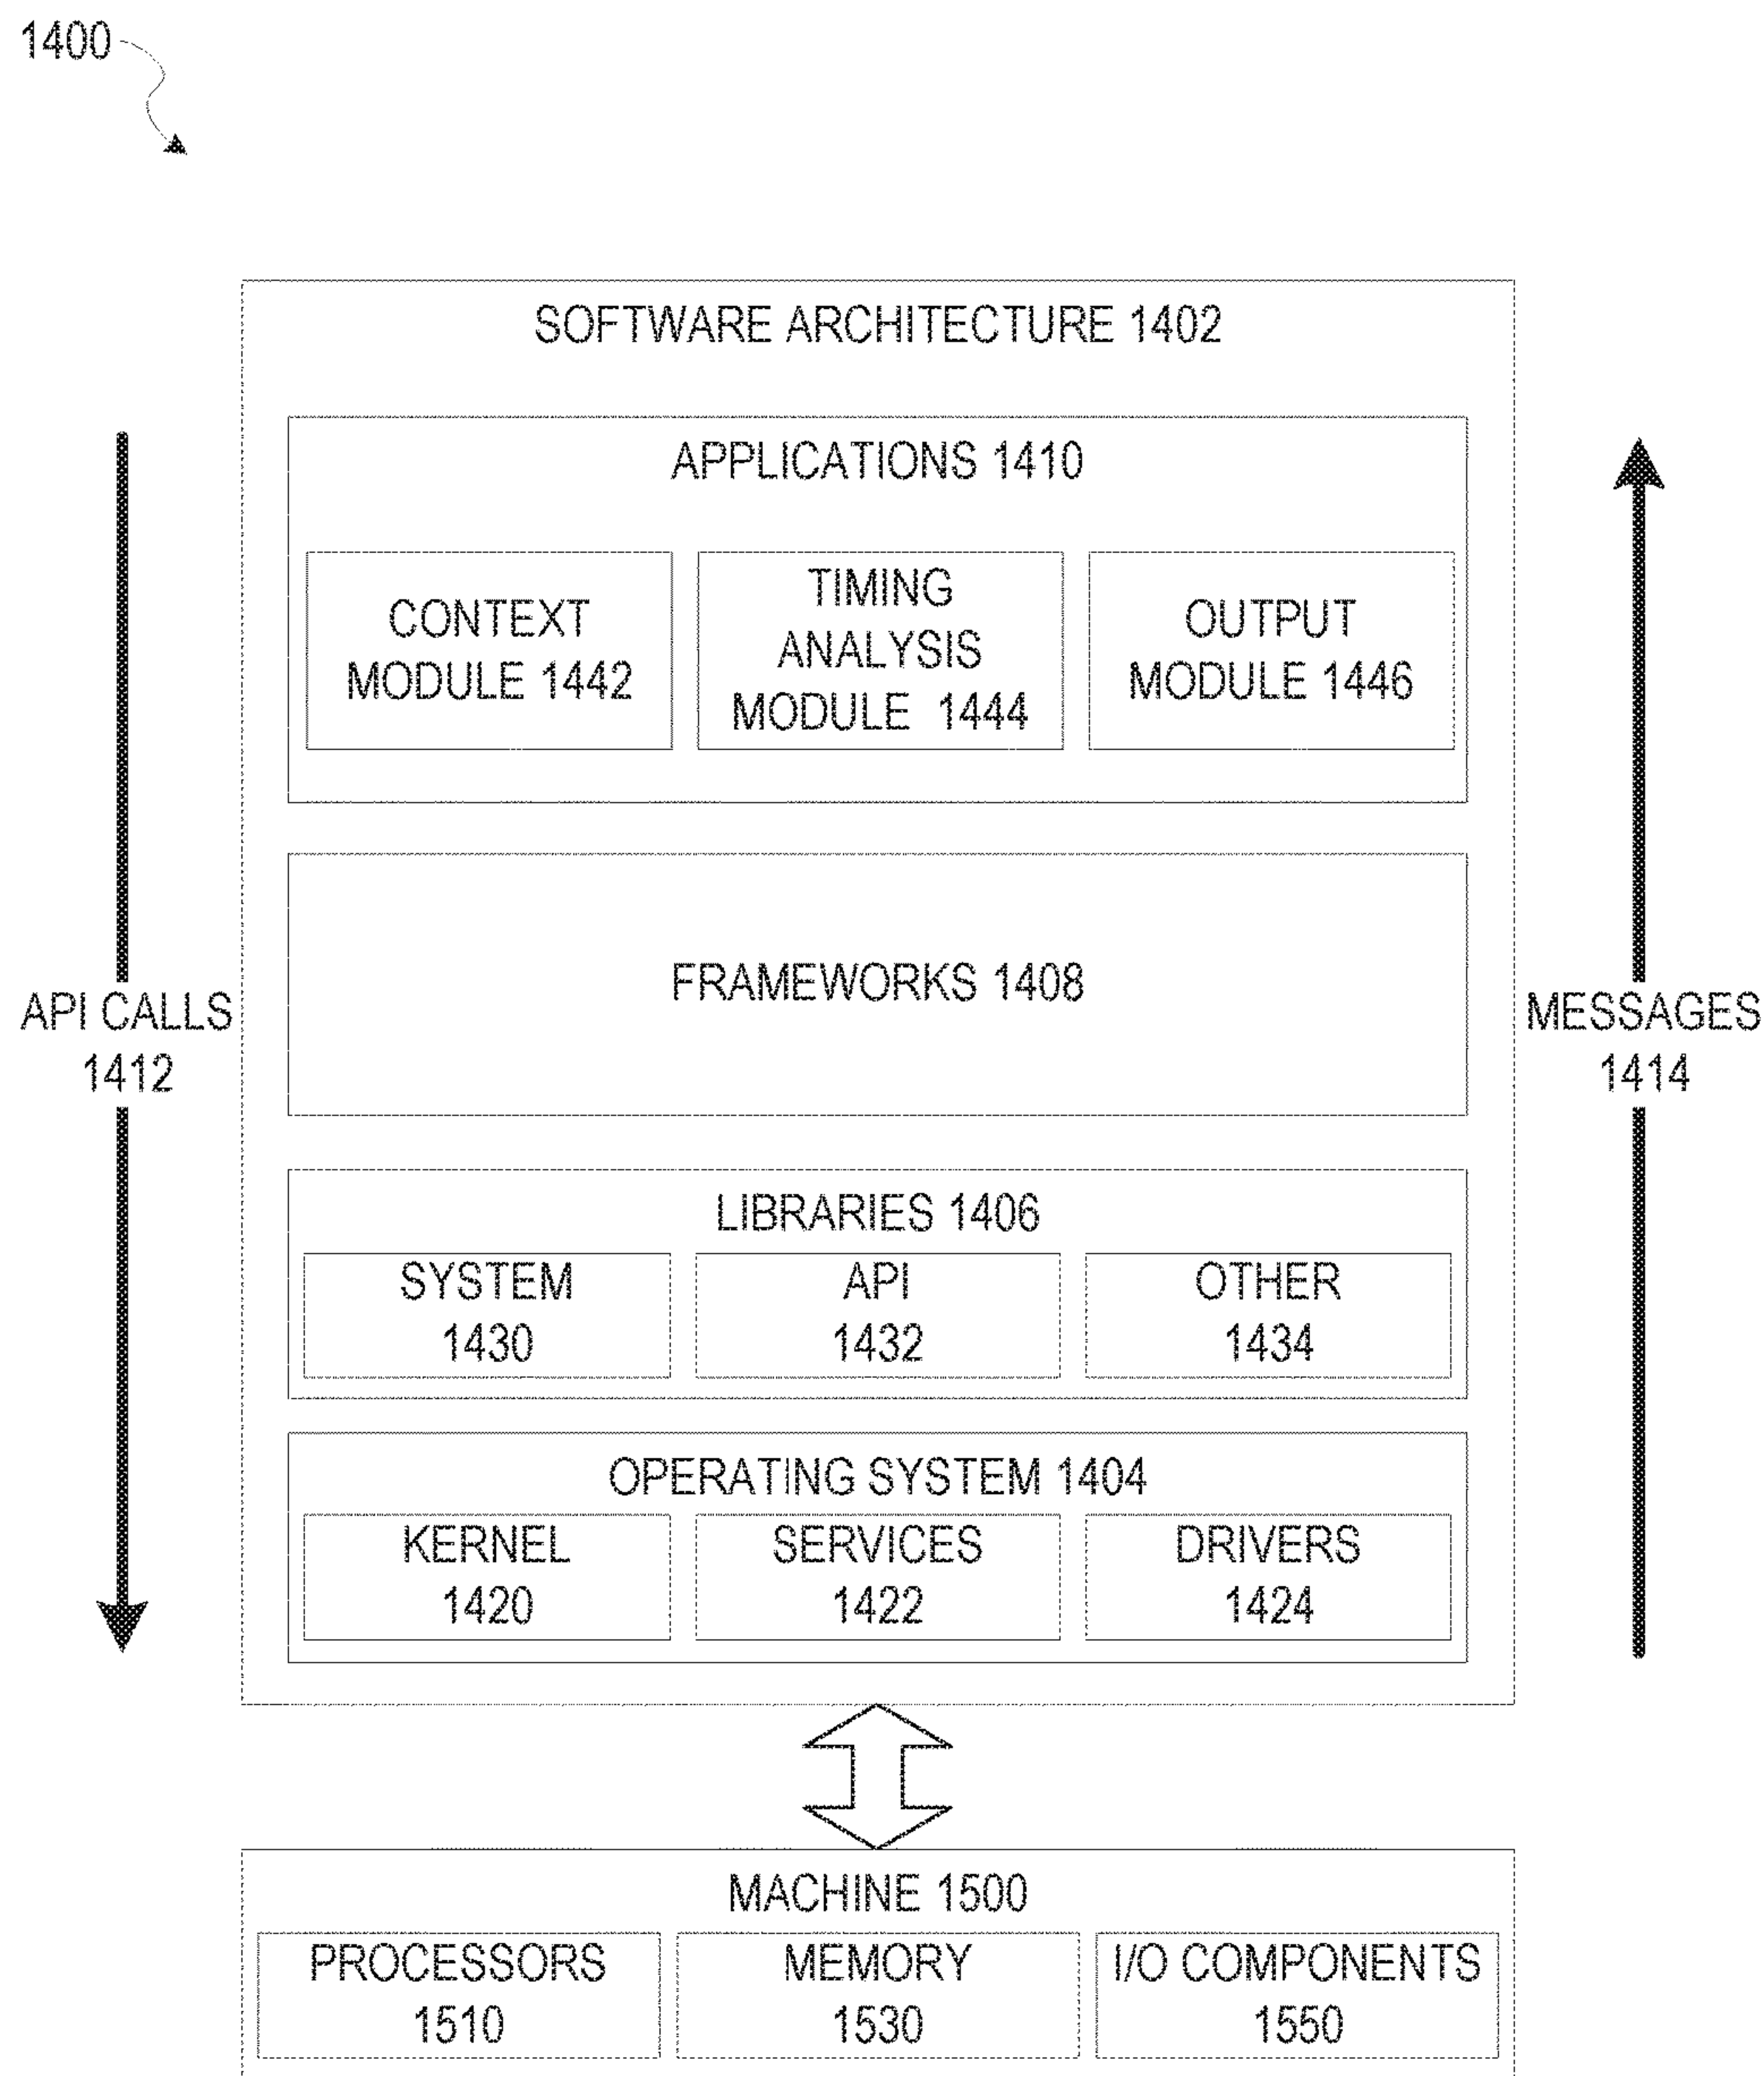 1400
SOFTWARE ARCHITECTURE 1402
APPLICATIONS 1410
CONTEXT
MODULE 1442
TIMING
ANALYSIS
MODULE 1444
OUTPUT
MODULE 1446
FRAMEWORKS 1408
API CALLS
1412
MESSAGES
1414
LIBRARIES 1406
SYSTEM
1430
API
1432
OTHER
1434
OPERATING SYSTEM 1404
KERNEL
1420
SERVICES
1422
DRIVERS
1424
MACHINE 1500
PROCESSORS
1510
MEMORY
1530
I/O COMPONENTS
1550